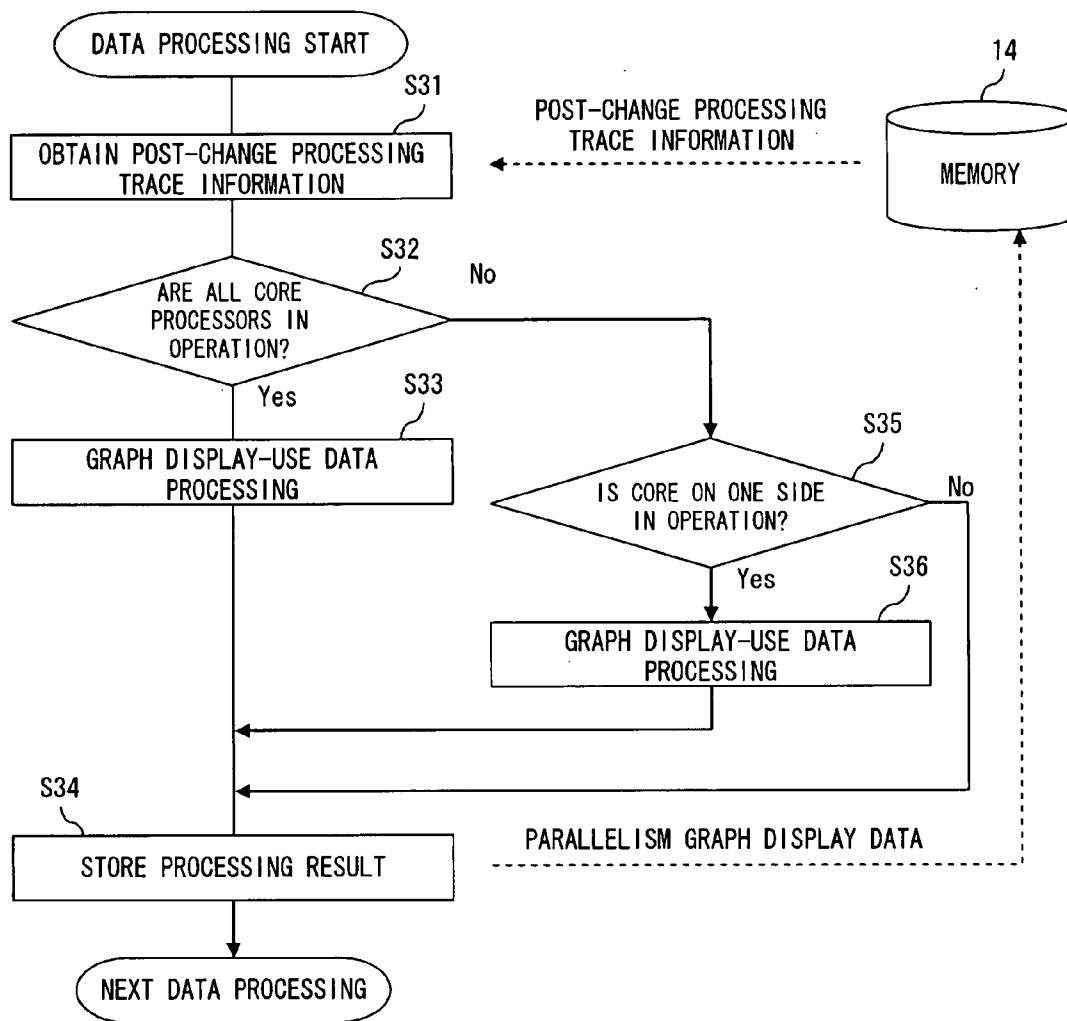 DATA PROCESSING START
14
S31
POST-CHANGE PROCESSING
TRACE INFORMATION
OBTAIN POST-CHANGE PROCESSING
TRACE INFORMATION
MEMORY
S32
No
ARE ALL CORE
PROCESSORS IN
OPERATION?
Yes
S33
GRAPH DISPLAY-USE DATA
PROCESSING
S35
IS CORE ON ONE SIDE
IN OPERATION?
No
Yes
S36
GRAPH DISPLAY-USE DATA
PROCESSING
S34
STORE PROCESSING RESULT
PARALLELISM GRAPH DISPLAY DATA
NEXT DATA PROCESSING